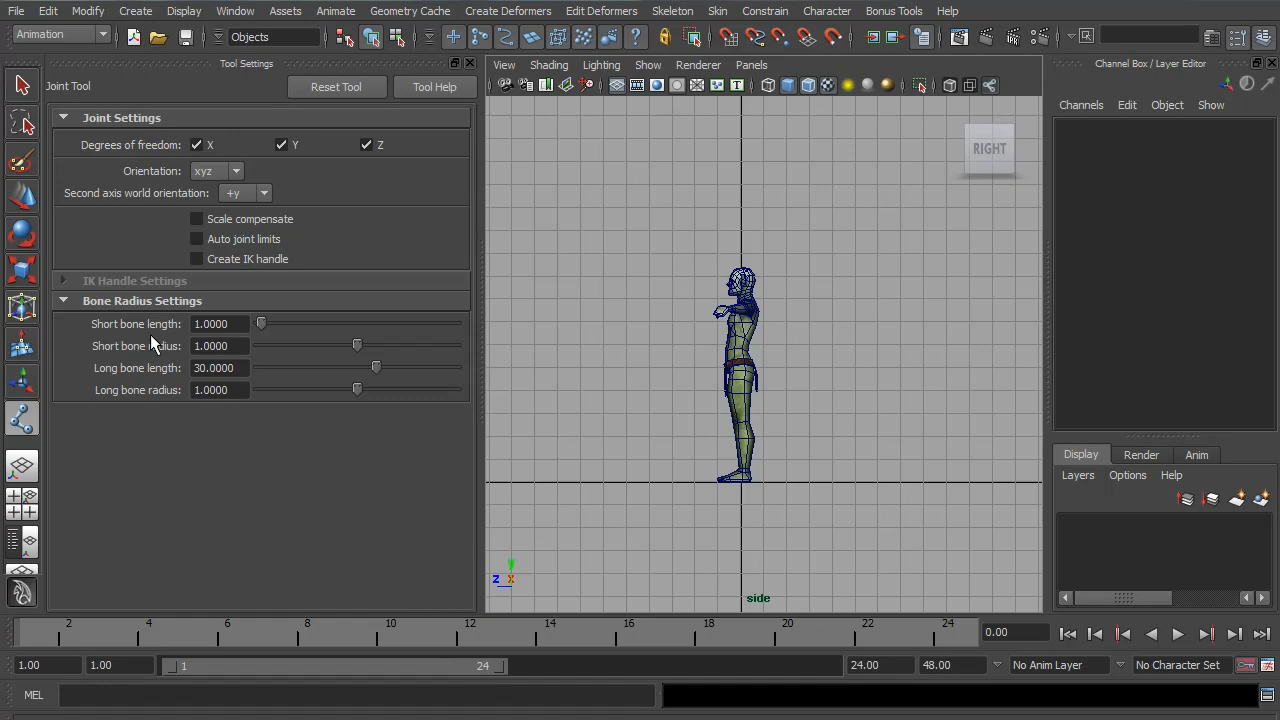 File Edit Modify Create Display Window Assets Animate Geometry Cache Create Deformers Edit Deformers Skeleton Skin Constrain Character Bonus Tools Help
Animation Objects
Tool Settings
Joint Tool Reset Tool Tool Help
Joint Settings
Degrees of freedom: X Y Z
Orientation: xyz
Second axis world orientation: +y
Scale compensate
Auto joint limits
Create IK handle
IK Handle Settings
Bone Radius Settings
Short bone length: 1.0000
Short bone radius: 1.0000
Long bone length: 30.0000
Long bone radius: 1.0000
View Shading Lighting Show Renderer Panels
RIGHT
y
z x
side
Channel Box / Layer Editor
Channels Edit Object Show
Display Render Anim
Layers Options Help
2 4 6 8 10 12 14 16 18 20 22 24
0.00
1.00 1.00 1 24 24.00 48.00 No Anim Layer No Character Set
MEL